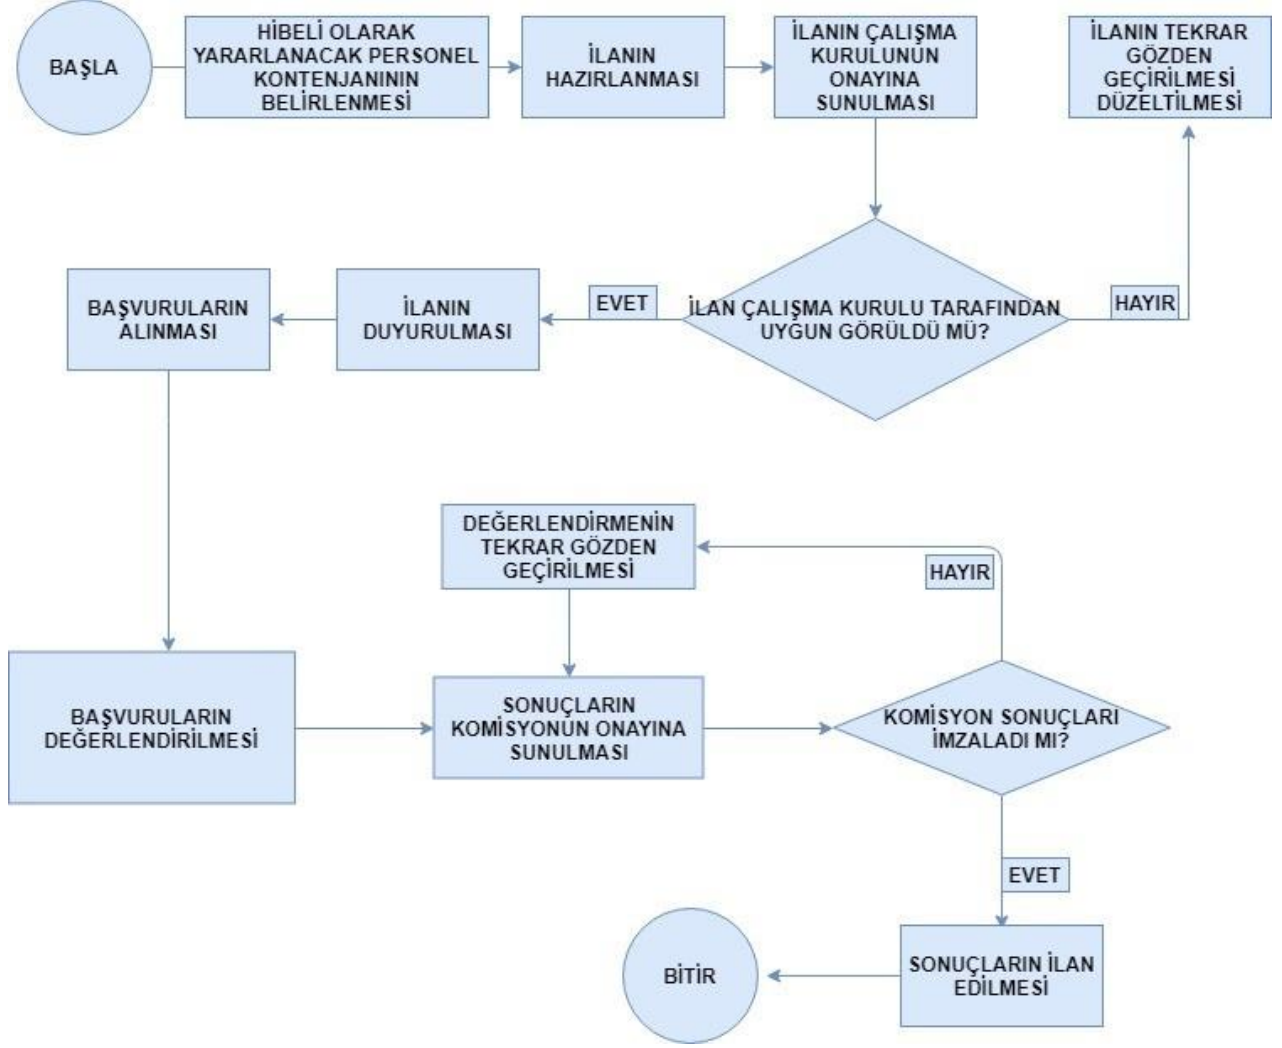 BAŞLA
HİBELİ OLARAK
YARARLANACAK PERSONEL
KONTENJANININ
BELİRLENMESİ
İLANIN
HAZIRLANMASI
İLANIN ÇALIŞMA
KURULUNUN
ONAYINA
SUNULMASI
İLANIN TEKRAR
GÖZDEN
GEÇİRİLMESİ
DÜZELTİLMESİ
BAŞVURULARIN
ALINMASI
İLANIN
DUYURULMASI
EVET
İLAN ÇALIŞMA KURULU TARAFINDAN
UYGUN GÖRÜLDÜ MÜ?
HAYIR
DEĞERLENDİRMENİN
TEKRAR GÖZDEN
GEÇİRİLMESİ
HAYIR
BAŞVURULARIN
DEĞERLENDİRİLMESİ
SONUÇLARIN
KOMİSYONUN ONAYINA
SUNULMASI
KOMİSYON SONUÇLARI
İMZALADI MI?
EVET
BİTİR
SONUÇLARIN İLAN
EDİLMESİ